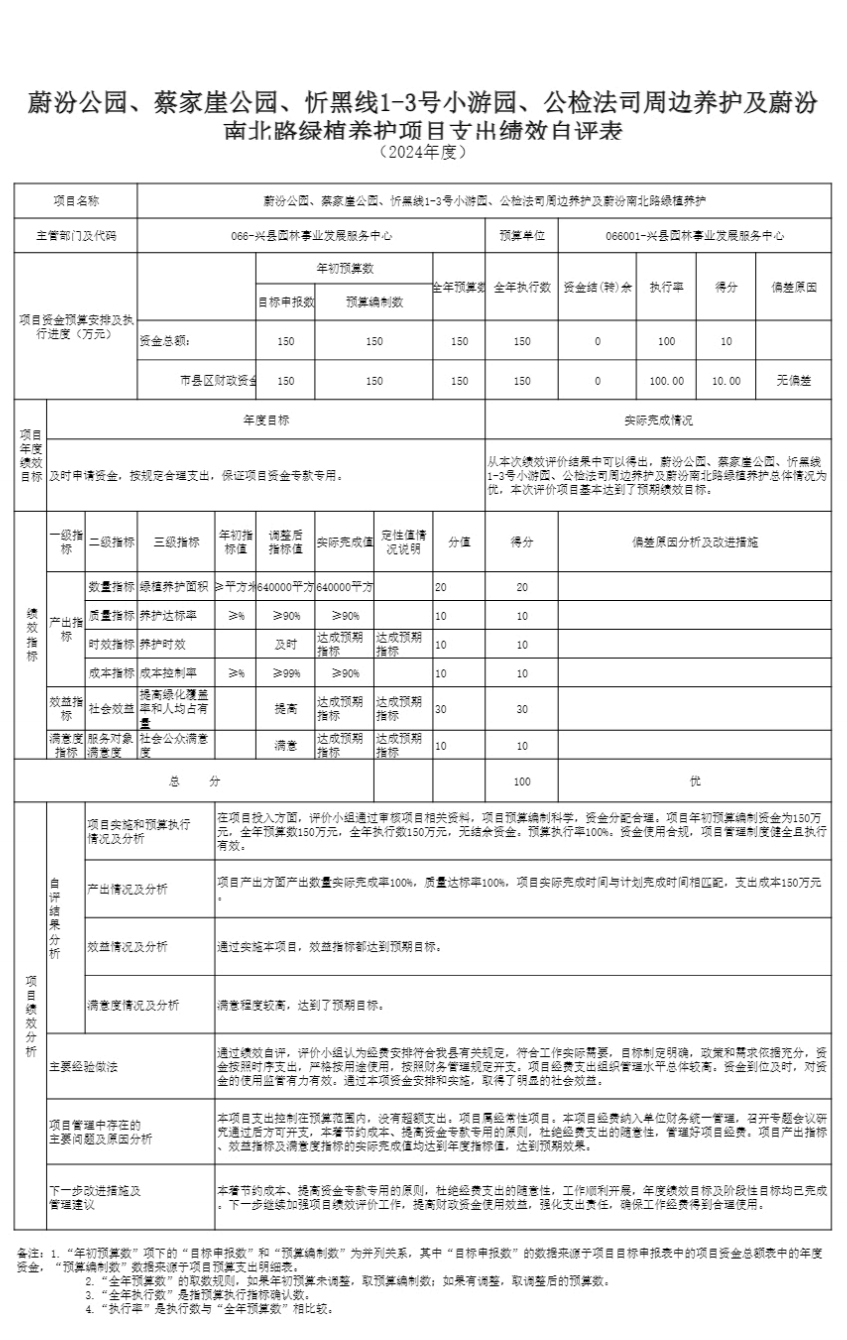 蔚汾公园、蔡家崖公园、忻黑线1-3号小游园、公检法司周边养护及蔚汾
南北路绿植养护项目支出绩效自评表
（2024年度）
项目名称 蔚汾公园、蔡家崖公园、忻黑线1-3号小游园、公检法司周边养护及蔚汾南北路绿植养护
主管部门及代码 066-兴县园林事业发展服务中心 预算单位 066001-兴县园林事业发展服务中心
项目资金预算安排及执
行进度（万元）
年初预算数 全年预算数 全年执行数 资金结(转)余 执行率 得分 偏差原因
目标申报数 预算编制数
资金总额： 150 150 150 150 0 100 10
市县区财政资金 150 150 150 150 0 100.00 10.00 无偏差
项目
年度
绩效
目标
年度目标 实际完成情况
及时申请资金，按规定合理支出，保证项目资金专款专用。
从本次绩效评价结果中可以得出，蔚汾公园、蔡家崖公园、忻黑线
1-3号小游园、公检法司周边养护及蔚汾南北路绿植养护总体情况为
优，本次评价项目基本达到了预期绩效目标。
绩
效
指
标
一级指
标
二级指标 三级指标
年初指
标值
调整后
指标值
实际完成值
定性值情
况说明
分值 得分 偏差原因分析及改进措施
产出指
标
数量指标 绿植养护面积 ≥平方米 640000平方 640000平方 20 20
质量指标 养护达标率 ≥% ≥90% ≥90% 10 10
时效指标 养护时效 及时
达成预期
指标
达成预期
指标
10 10
成本指标 成本控制率 ≥% ≥99% ≥90% 10 10
效益指
标
社会效益
提高绿化覆盖
率和人均占有
量
提高
达成预期
指标
达成预期
指标
30 30
满意度
指标
服务对象
满意度
社会公众满意
度
满意
达成预期
指标
达成预期
指标
10 10
总 分 100 优
项
目
绩
效
分
析
自
评
结
果
分
析
项目实施和预算执行
情况及分析
在项目投入方面，评价小组通过审核项目相关资料，项目预算编制科学，资金分配合理。项目年初预算编制资金为150万
元，全年预算数150万元，全年执行数150万元，无结余资金。预算执行率100%。资金使用合规，项目管理制度健全且执行
有效。
产出情况及分析
项目产出方面产出数量实际完成率100%，质量达标率100%，项目实际完成时间与计划完成时间相匹配，支出成本150万元
。
效益情况及分析 通过实施本项目，效益指标都达到预期目标。
满意度情况及分析 满意程度较高，达到了预期目标。
主要经验做法
通过绩效自评，评价小组认为经费安排符合我县有关规定，符合工作实际需要，目标制定明确，政策和需求依据充分，资
金按照时序支出，严格按用途使用，按照财务管理规定开支。项目经费支出组织管理水平总体较高。资金到位及时，对资
金的使用监管有力有效。通过本项资金安排和实施，取得了明显的社会效益。
项目管理中存在的
主要问题及原因分析
本项目支出控制在预算范围内，没有超额支出。项目属经常性项目。本项目经费纳入单位财务统一管理，召开专题会议研
究通过后方可开支，本着节约成本、提高资金专款专用的原则，杜绝经费支出的随意性，管理好项目经费。项目产出指标
、效益指标及满意度指标的实际完成值均达到年度指标值，达到预期效果。
下一步改进措施及
管理建议
本着节约成本、提高资金专款专用的原则，杜绝经费支出的随意性，工作顺利开展，年度绩效目标及阶段性目标均已完成
。下一步继续加强项目绩效评价工作，提高财政资金使用效益，强化支出责任，确保工作经费得到合理使用。
备注：1.“年初预算数”项下的“目标申报数”和“预算编制数”为并列关系，其中“目标申报数”的数据来源于项目目标申报表中的项目资金总额表中的年度
资金，“预算编制数”数据来源于项目预算支出明细表。
2.“全年预算数”的取数规则，如果年初预算未调整，取预算编制数；如果有调整，取调整后的预算数。
3.“全年执行数”是指预算执行指标确认数。
4.“执行率”是执行数与“全年预算数”相比较。